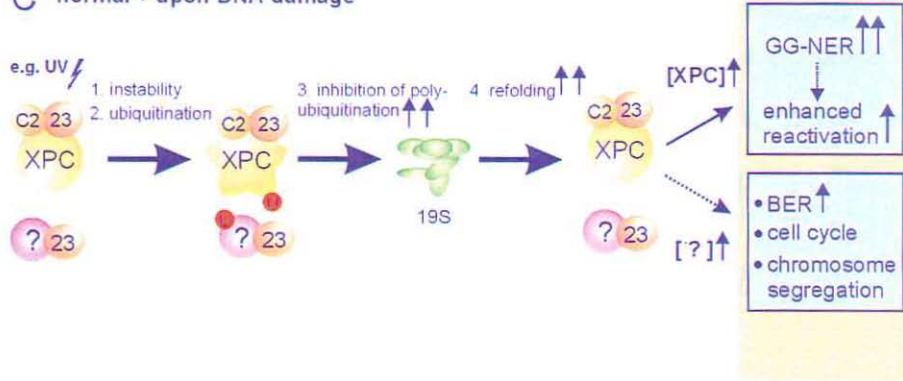 C normal + upon DNA damage
e.g. UV
1. instability
2. ubiquitination
3 inhibition of poly-
ubiquitination
4 refolding
C2 23
XPC
? 23
C2 23
XPC
U
U
? 23
19S
C2 23
XPC
? 23
[XPC]
[?]
GG-NER
enhanced
reactivation
• BER
• cell cycle
• chromosome
segregation